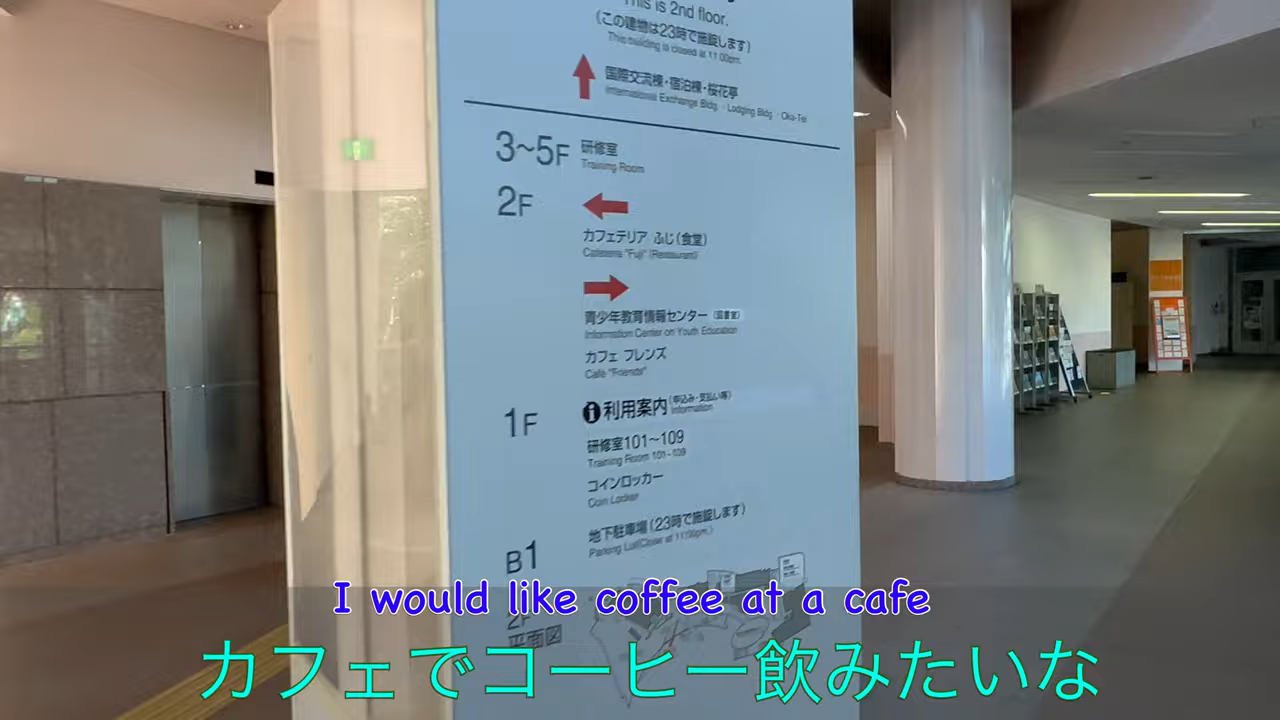 This is 2nd floor.
(この建物は23時で施錠します)
This building is closed at 11:00pm.
国際交流棟・宿泊棟・桜花亭
International Exchange Bldg. Lodging Bldg Oka-Tei
3~5F 研修室
Training Room
2F
カフェテリア ふじ(食堂)
Cafeteria "Fuji" (Restaurant)
青少年教育情報センター (図書室)
Information Center on Youth Education
カフェ フレンズ
Café "Friends"
1F 利用案内 (申込み・支払い等)
Information
研修室101~109
Training Room 101-109
コインロッカー
Coin Locker
地下駐車場(23時で施錠します)
B1 Parking Lot(Close at 11:00pm.)
2F
平面図
I would like coffee at a cafe
カフェでコーヒー飲みたいな